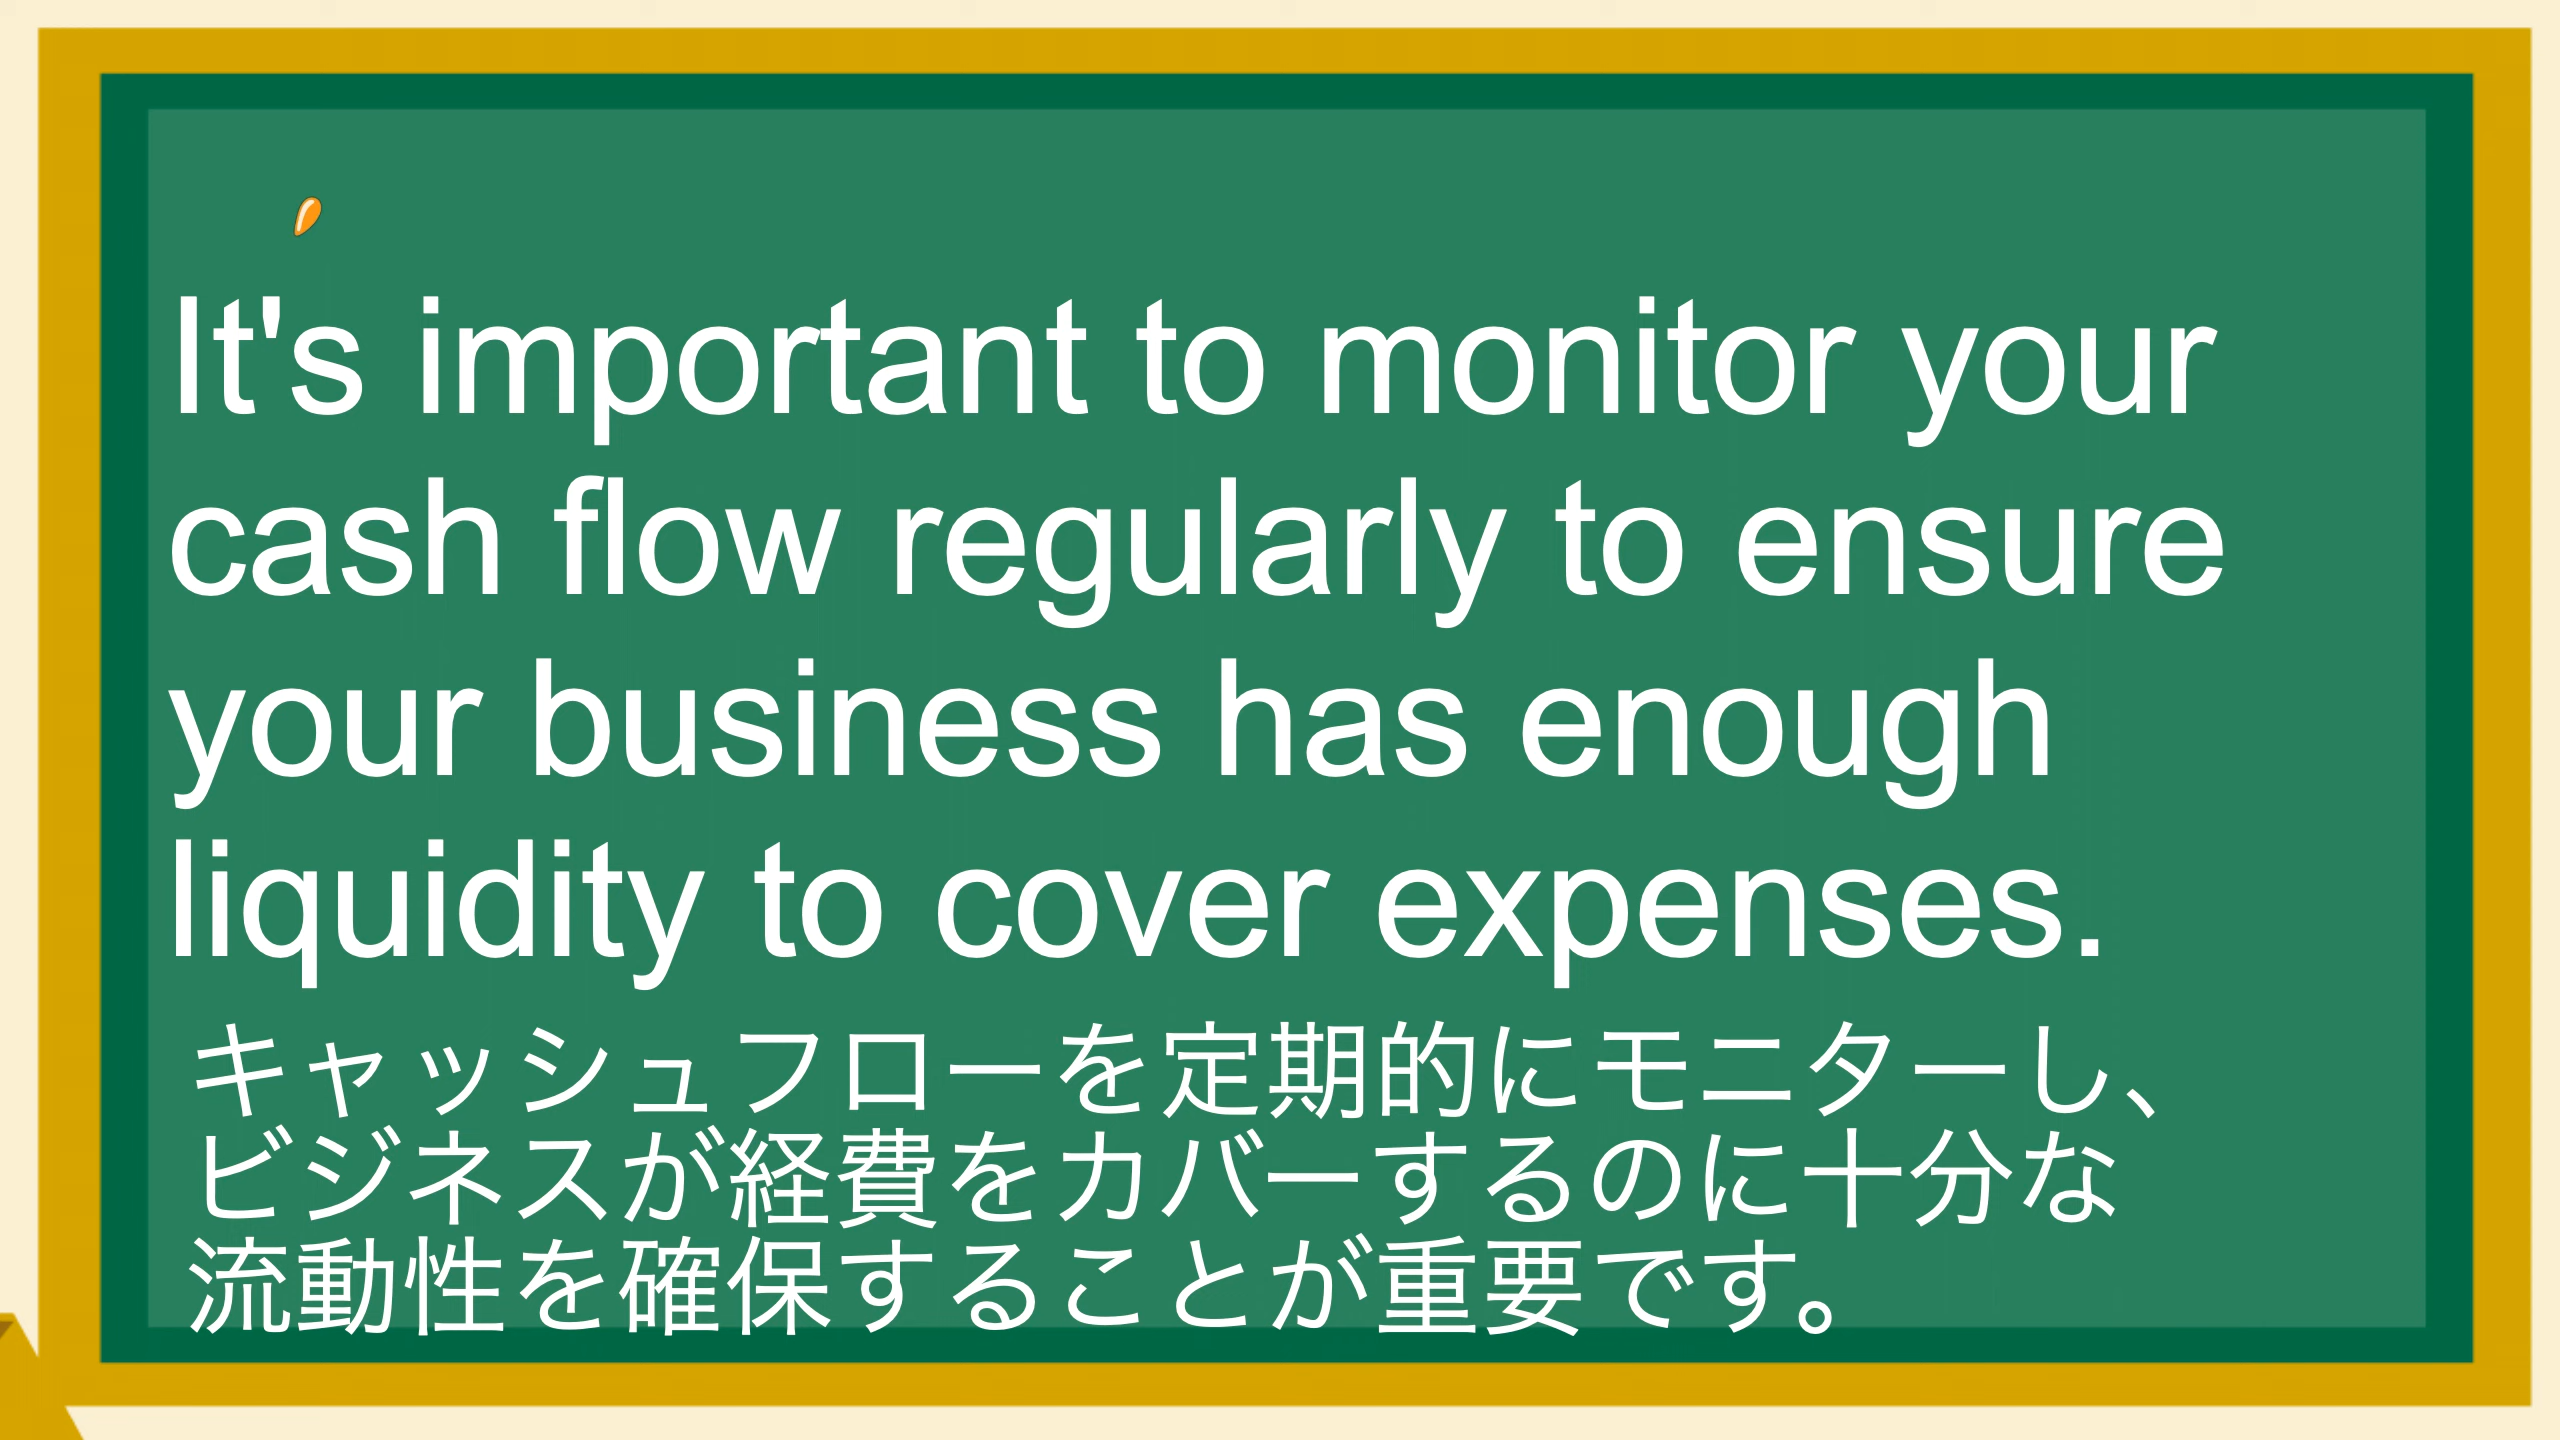 It's important to monitor your
cash flow regularly to ensure
your business has enough
liquidity to cover expenses.
キャッシュフローを定期的にモニターし、
ビジネスが経費をカバーするのに十分な
流動性を確保することが重要です。